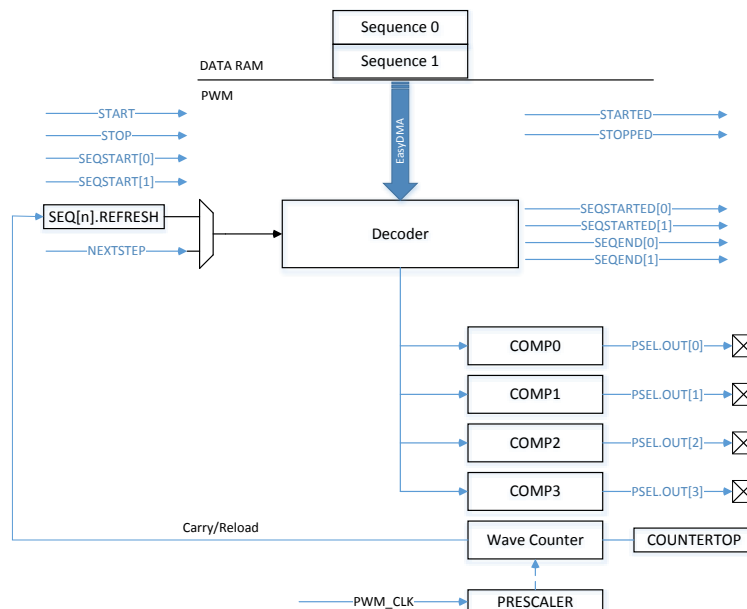 Sequence 0
Sequence 1
DATA RAM
PWM
START
STOP
SEQSTART[0]
SEQSTART[1]
EasyDMA
STARTED
STOPPED
SEQ[n].REFRESH
NEXTSTEP
Decoder
SEQSTARTED[0]
SEQSTARTED[1]
SEQEND[0]
SEQEND[1]
COMP0
PSEL.OUT[0]
COMP1
PSEL.OUT[1]
COMP2
PSEL.OUT[2]
COMP3
PSEL.OUT[3]
Carry/Reload
Wave Counter
COUNTERTOP
PWM_CLK
PRESCALER